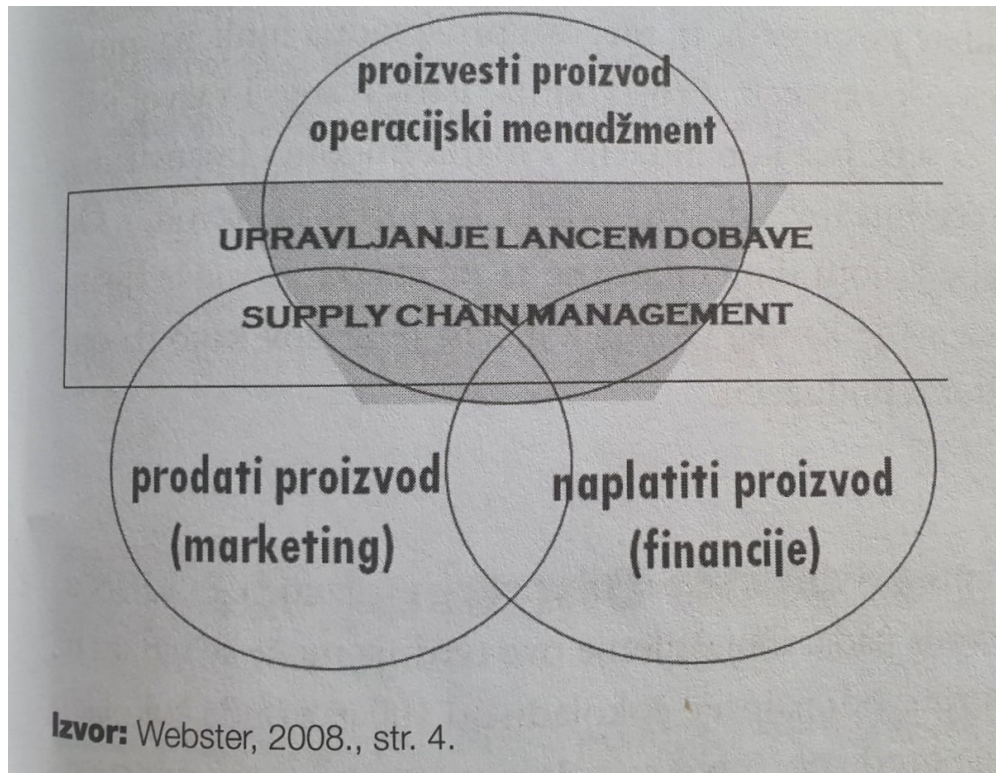 proizvesti proizvod
operacijski menadžment
UPRAVLJANJE LANCEM DOBAVE
SUPPLY CHAIN MANAGEMENT
prodati proizvod
(marketing)
naplatiti proizvod
(financije)
Izvor: Webster, 2008., str. 4.